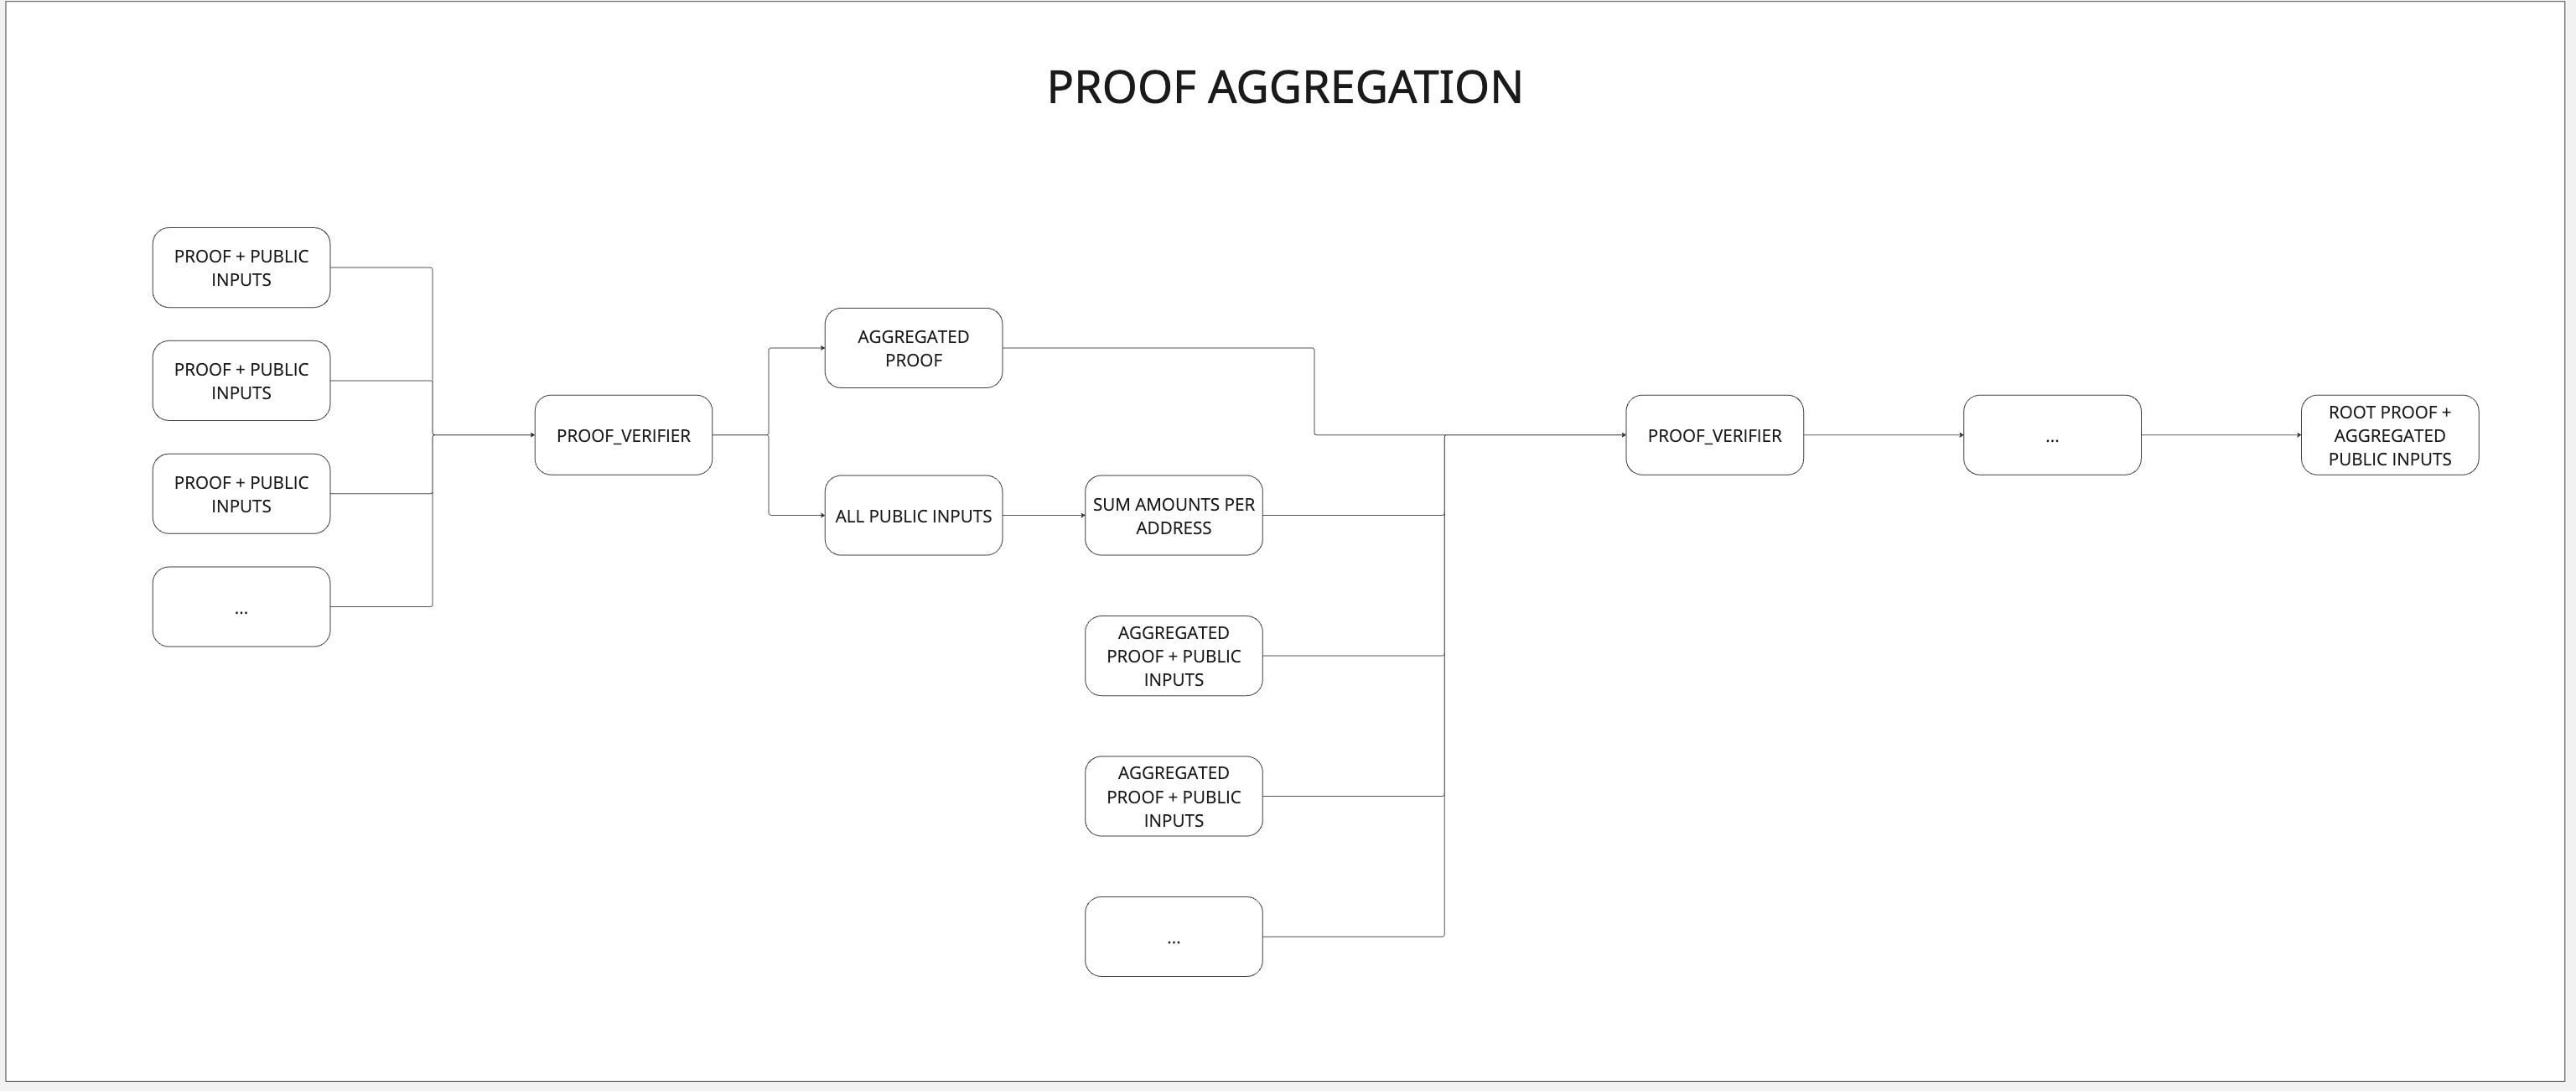 PROOF AGGREGATION
PROOF + PUBLIC
INPUTS
PROOF + PUBLIC
INPUTS
PROOF + PUBLIC
INPUTS
...
PROOF_VERIFIER
AGGREGATED
PROOF
ALL PUBLIC INPUTS
SUM AMOUNTS PER
ADDRESS
AGGREGATED
PROOF + PUBLIC
INPUTS
AGGREGATED
PROOF + PUBLIC
INPUTS
...
PROOF_VERIFIER
...
ROOT PROOF +
AGGREGATED
PUBLIC INPUTS